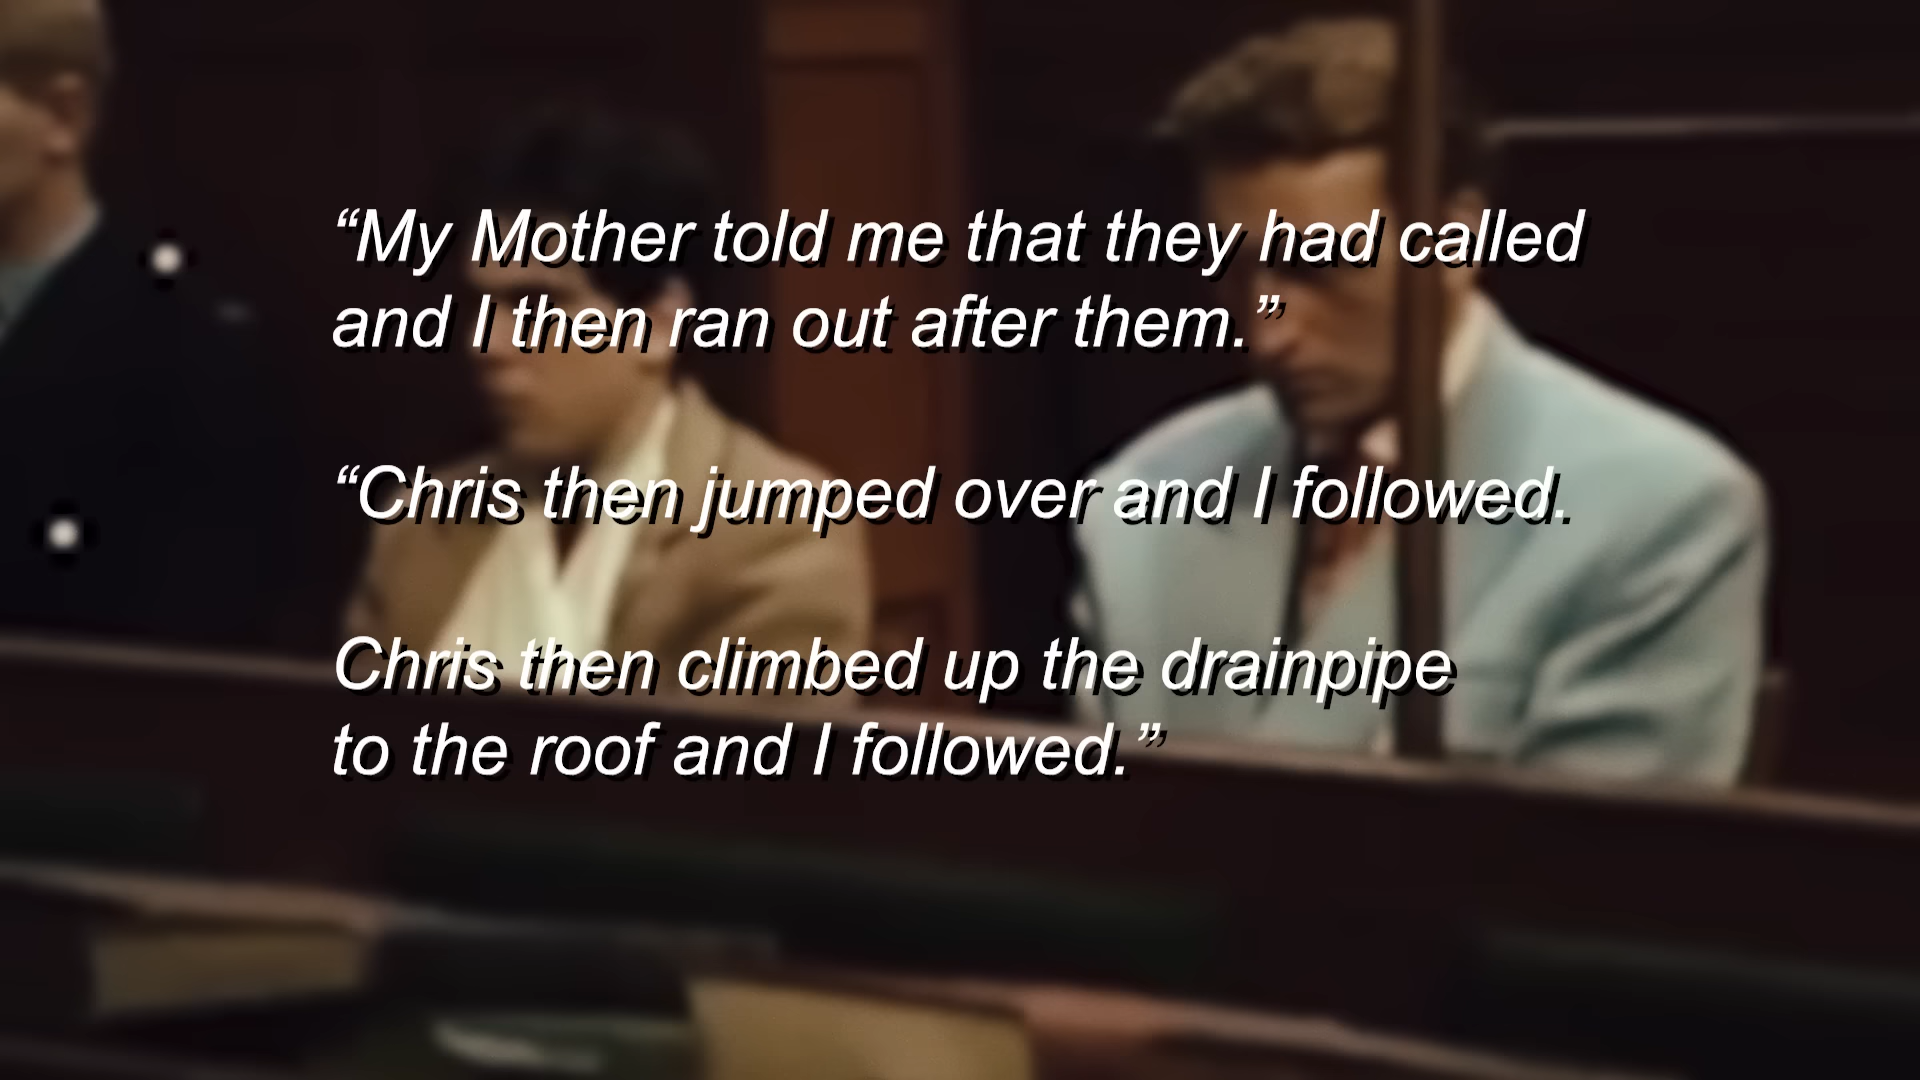 “My Mother told me that they had called
and I then ran out after them.”
“Chris then jumped over and I followed.
Chris then climbed up the drainpipe
to the roof and I followed.”